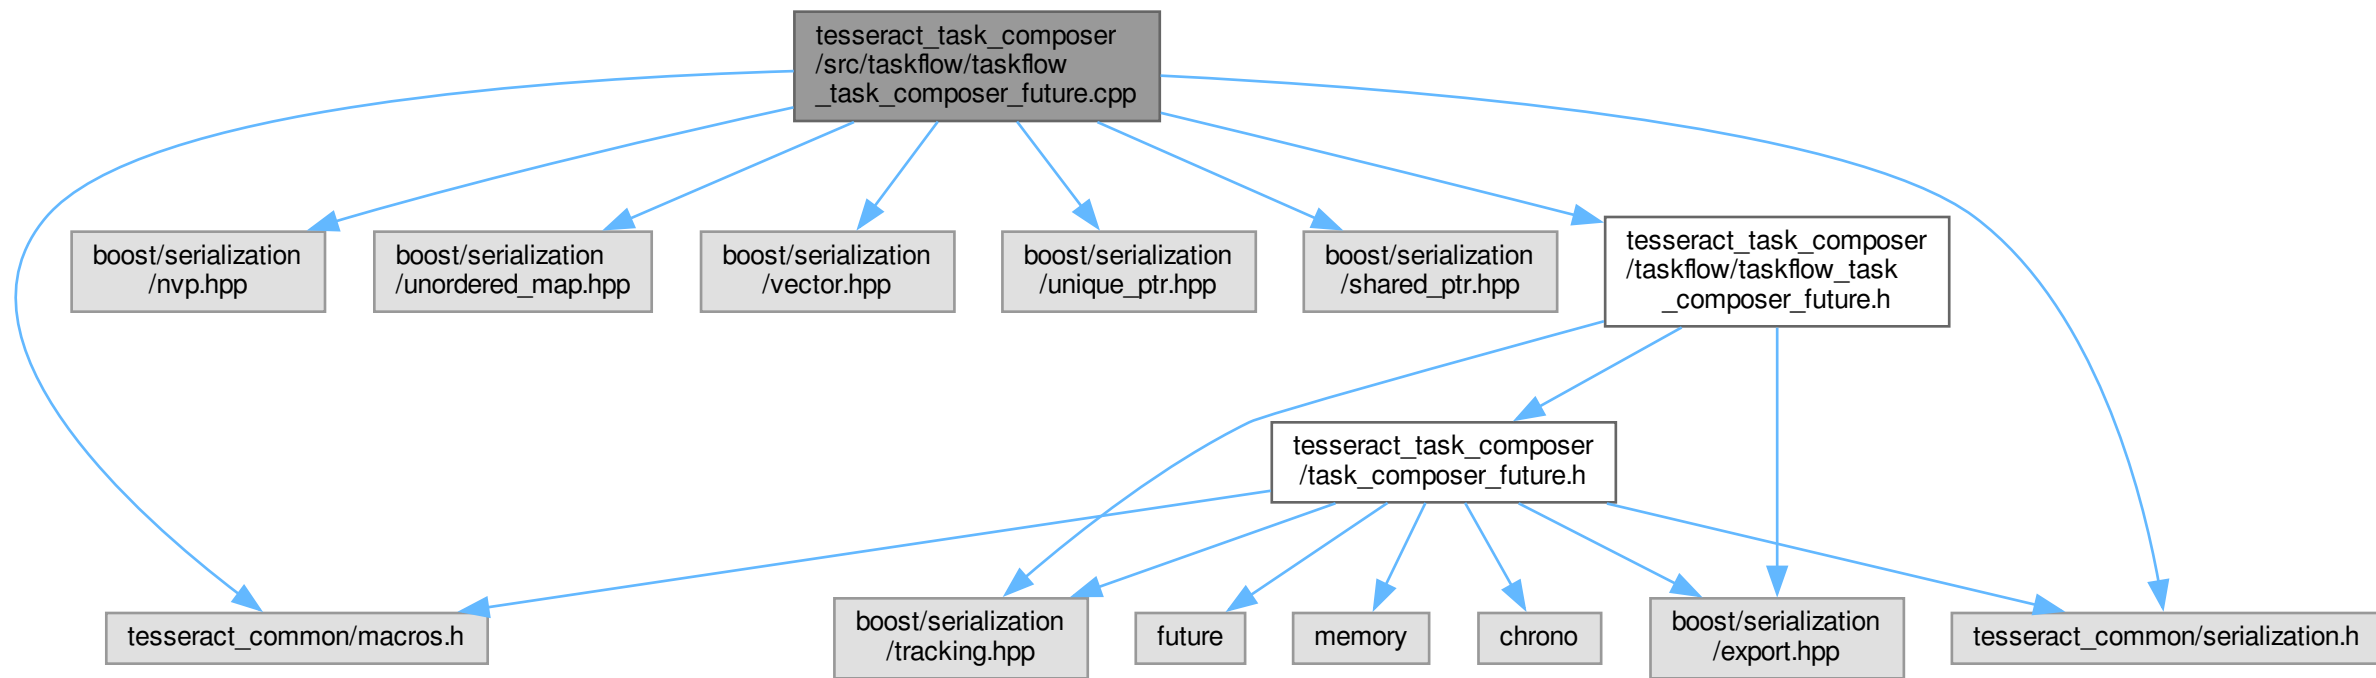 tesseract_task_composer
/src/taskflow/taskflow
_task_composer_future.cpp
boost/serialization
/nvp.hpp
boost/serialization
/unordered_map.hpp
boost/serialization
/vector.hpp
boost/serialization
/unique_ptr.hpp
boost/serialization
/shared_ptr.hpp
tesseract_task_composer
/taskflow/taskflow_task
_composer_future.h
tesseract_task_composer
/task_composer_future.h
tesseract_common/macros.h
boost/serialization
/tracking.hpp
future
memory
chrono
boost/serialization
/export.hpp
tesseract_common/serialization.h